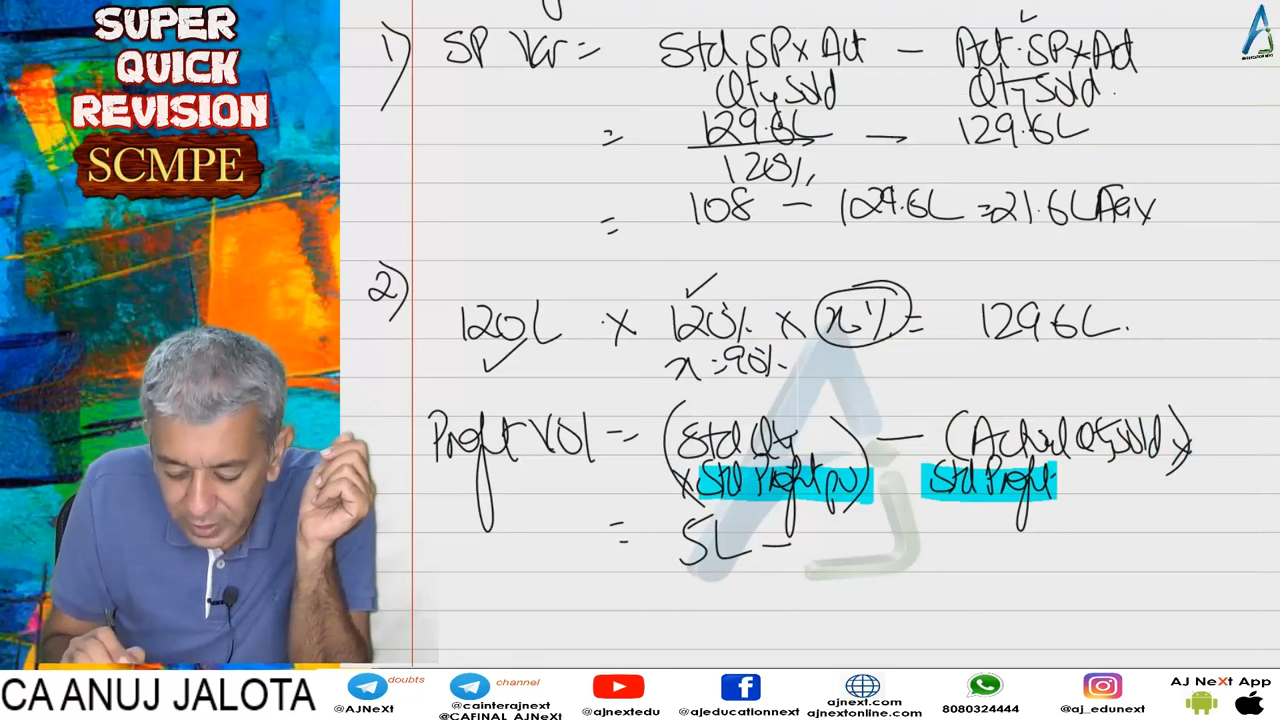 SUPER
QUICK
REVISION
SCMPE
1) SP Var = Std SP x Act Qty Sold - Act. SP x Act Qty Sold.
= 129.6L / 120% - 129.6L
= 108 - 129.6L = 21.6L Fav
2) 120L x 120% x x% = 129.6L.
x = 90%.
Profit Vol = (Std Qty x Std Profit pu) - (Actual Qty Sold) x Std Profit
= 5L -
CA ANUJ JALOTA
doubts
@AJNeXt
channel
@cainterajnext
@CAFINAL_AJNeXt
@ajnextedu
@ajeducationnext
ajnext.com
ajnextonline.com
8080324444
@aj_edunext
AJ NeXt App